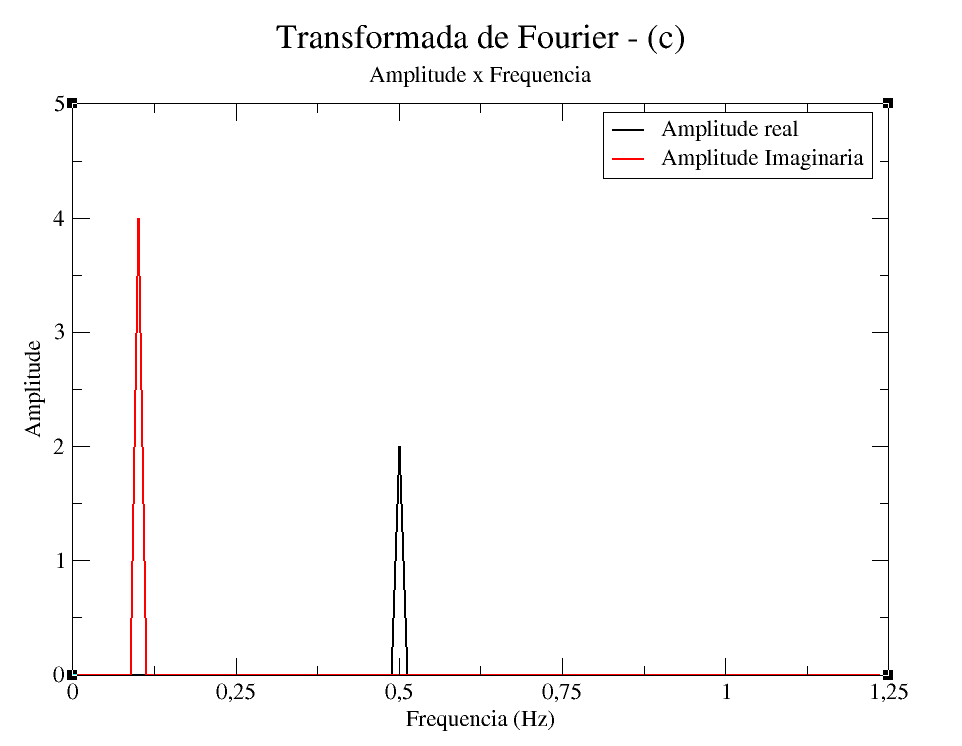 Transformada de Fourier - (c)
Amplitude x Frequencia
Amplitude real
Amplitude Imaginaria
5
4
3
2
1
0
Amplitude
0 0,25 0,5 0,75 1 1,25
Frequencia (Hz)